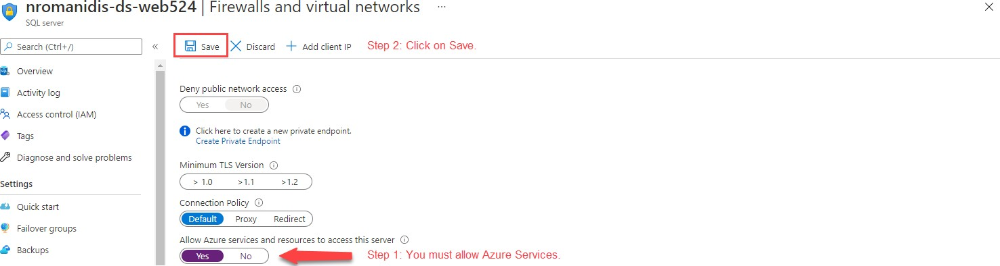 nromanidis-ds-web524 | Firewalls and virtual networks ...
SQL server
Search (Ctrl+/) «
Save Discard + Add client IP Step 2: Click on Save.
Overview
Activity log
Access control (IAM)
Tags
Diagnose and solve problems
Settings
Quick start
Failover groups
Backups
Deny public network access
Yes No
Click here to create a new private endpoint.
Create Private Endpoint
Minimum TLS Version
> 1.0 >1.1 >1.2
Connection Policy
Default Proxy Redirect
Allow Azure services and resources to access this server
Yes No Step 1: You must allow Azure Services.